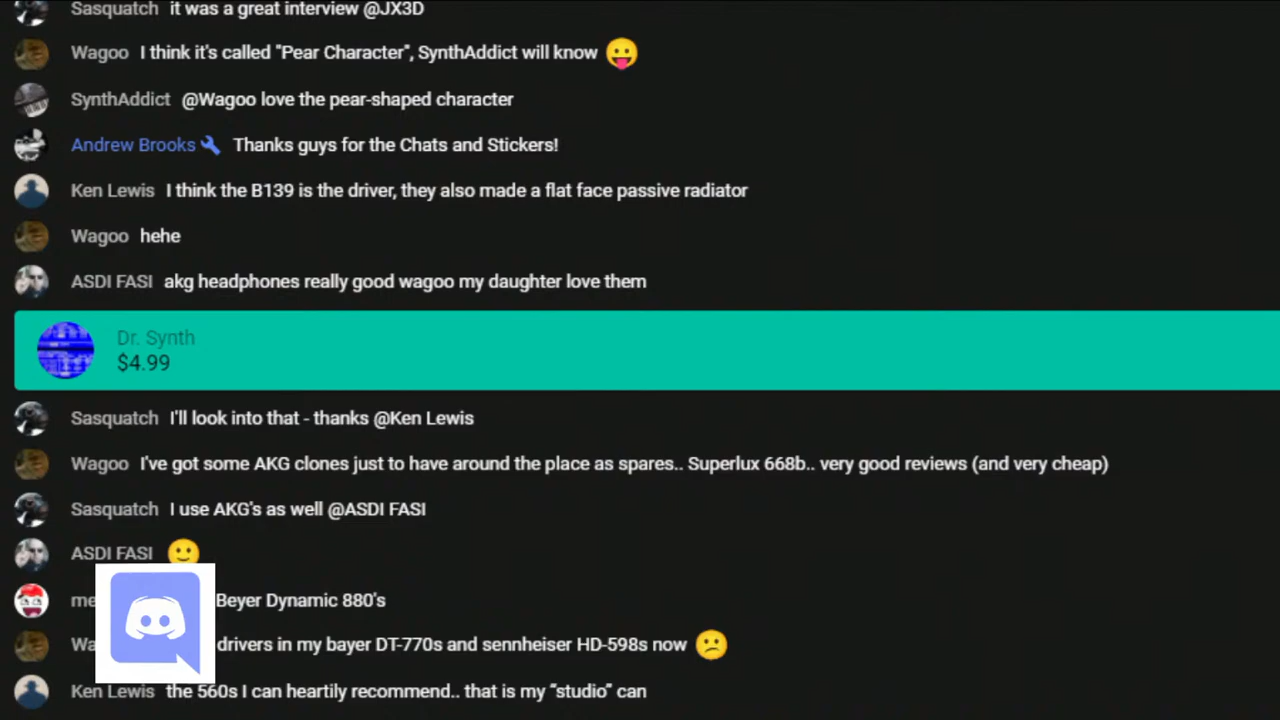 Sasquatch it was a great interview @JX3D
Wagoo I think it's called "Pear Character", SynthAddict will know 😛
SynthAddict @Wagoo love the pear-shaped character
Andrew Brooks Thanks guys for the Chats and Stickers!
Ken Lewis I think the B139 is the driver, they also made a flat face passive radiator
Wagoo hehe
ASDI FASI akg headphones really good wagoo my daughter love them
Dr. Synth
$4.99
Sasquatch I'll look into that - thanks @Ken Lewis
Wagoo I've got some AKG clones just to have around the place as spares.. Superlux 668b.. very good reviews (and very cheap)
Sasquatch I use AKG's as well @ASDI FASI
ASDI FASI 🙂
me Beyer Dynamic 880's
Wa drivers in my bayer DT-770s and sennheiser HD-598s now 😕
Ken Lewis the 560s I can heartily recommend.. that is my "studio" can